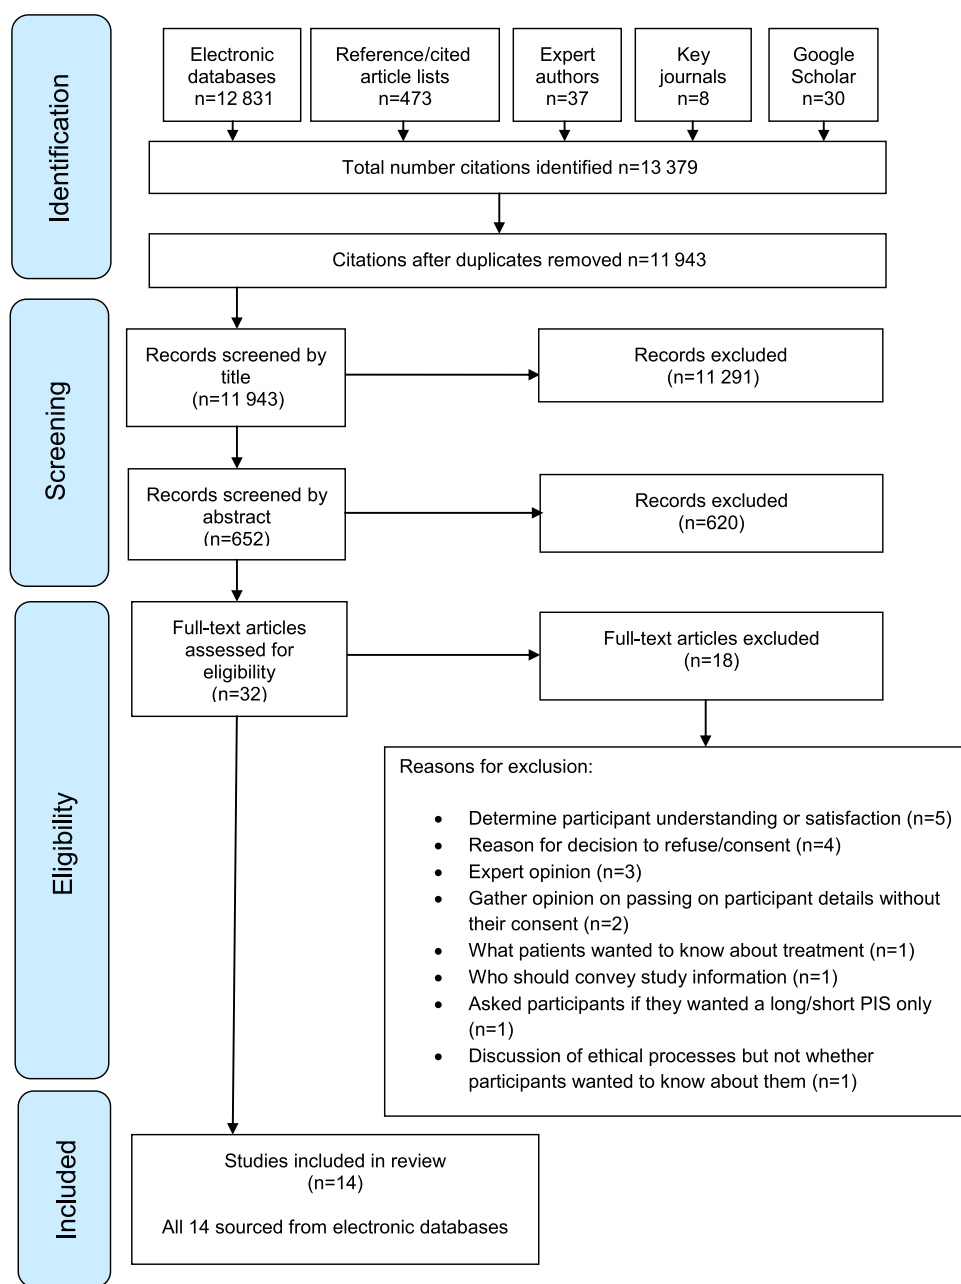 Identification
Electronic
databases
n=12 831
Reference/cited
article lists
n=473
Expert
authors
n=37
Key
journals
n=8
Google
Scholar
n=30
Total number citations identified n=13 379
Citations after duplicates removed n=11 943
Screening
Records screened by
title
(n=11 943)
Records excluded
(n=11 291)
Records screened by
abstract
(n=652)
Records excluded
(n=620)
Eligibility
Full-text articles
assessed for
eligibility
(n=32)
Full-text articles excluded
(n=18)
Reasons for exclusion:
• Determine participant understanding or satisfaction (n=5)
• Reason for decision to refuse/consent (n=4)
• Expert opinion (n=3)
• Gather opinion on passing on participant details without
their consent (n=2)
• What patients wanted to know about treatment (n=1)
• Who should convey study information (n=1)
• Asked participants if they wanted a long/short PIS only
(n=1)
• Discussion of ethical processes but not whether
participants wanted to know about them (n=1)
Included
Studies included in review
(n=14)
All 14 sourced from electronic databases